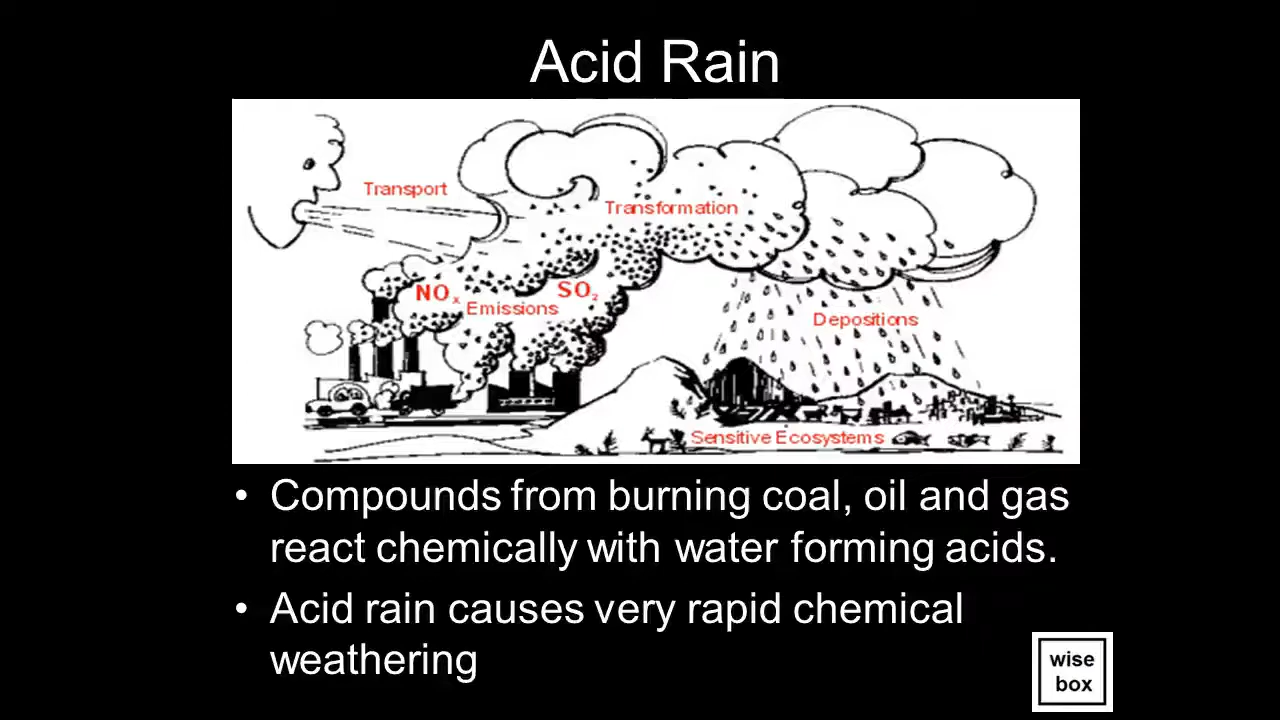 Acid Rain
Transport
Transformation
NOx
SO2
Emissions
Depositions
Sensitive Ecosystems
• Compounds from burning coal, oil and gas
react chemically with water forming acids.
• Acid rain causes very rapid chemical
weathering
wise
box